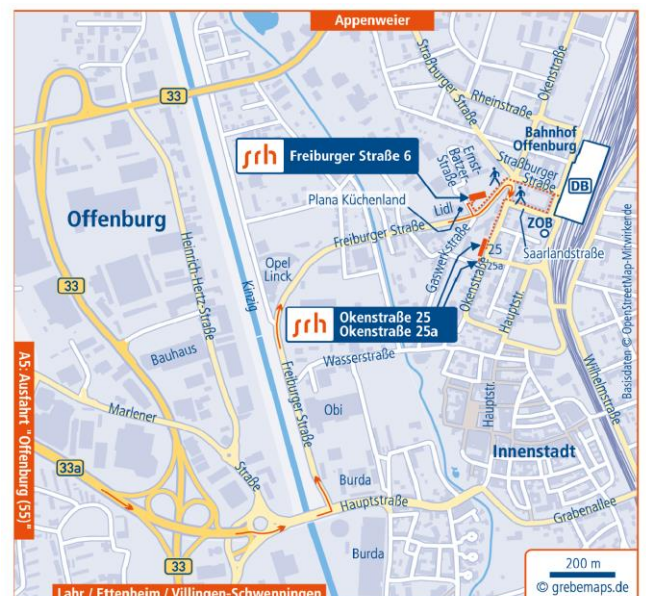 Appenweier
33
Straßburger Straße
Rheinstraße
Okenstraße
Bahnhof
Offenburg
DB
srh Freiburger Straße 6
Ernst-
Batzer-
Straße
Straßburger
Straße
Plana Küchenland
Lidl
ZOB
Offenburg
Freiburger Straße
Gaswerkstraße
25
25a
Saarlandstraße
Heinrich-Hertz-Straße
Opel
Linck
Okenstraße
Hauptstr.
33
Kinzig
srh Okenstraße 25
Okenstraße 25a
Bauhaus
Wasserstraße
Freiburger Straße
Wilhelmstraße
Basisdaten © OpenStreetMap-Mitwirkende
A5: Ausfahrt "Offenburg (55)"
Marlener
Straße
Obi
Hauptstr.
Innenstadt
33a
Burda
Hauptstraße
Grabenallee
Burda
33
200 m
© grebemaps.de
Lahr / Ettenheim / Villingen-Schwenningen